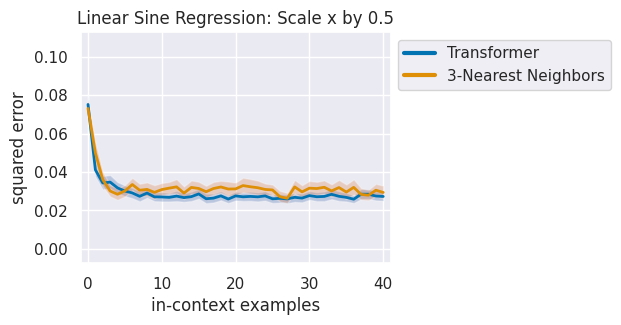 Linear Sine Regression: Scale x by 0.5
Transformer
3-Nearest Neighbors
squared error
0.10
0.08
0.06
0.04
0.02
0.00
0
10
20
30
40
in-context examples